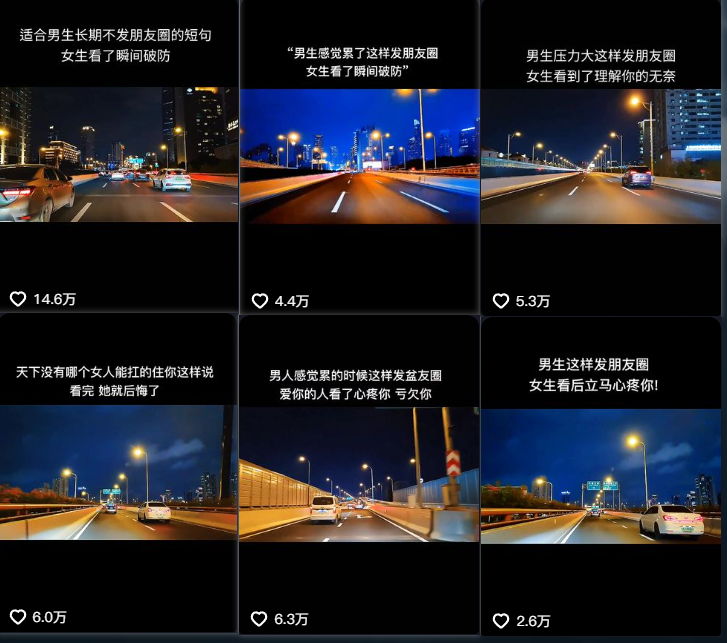 适合男生长期不发朋友圈的短句
女生看了瞬间破防
14.6万
“男生感觉累了这样发朋友圈
女生看了瞬间破防”
4.4万
男生压力大这样发朋友圈
女生看到了理解你的无奈
5.3万
天下没有哪个女人能扛的住你这样说
看完 她就后悔了
6.0万
男人感觉累的时候这样发盆友圈
爱你的人看了心疼你 亏欠你
6.3万
男生这样发朋友圈
女生看后立马心疼你!
2.6万